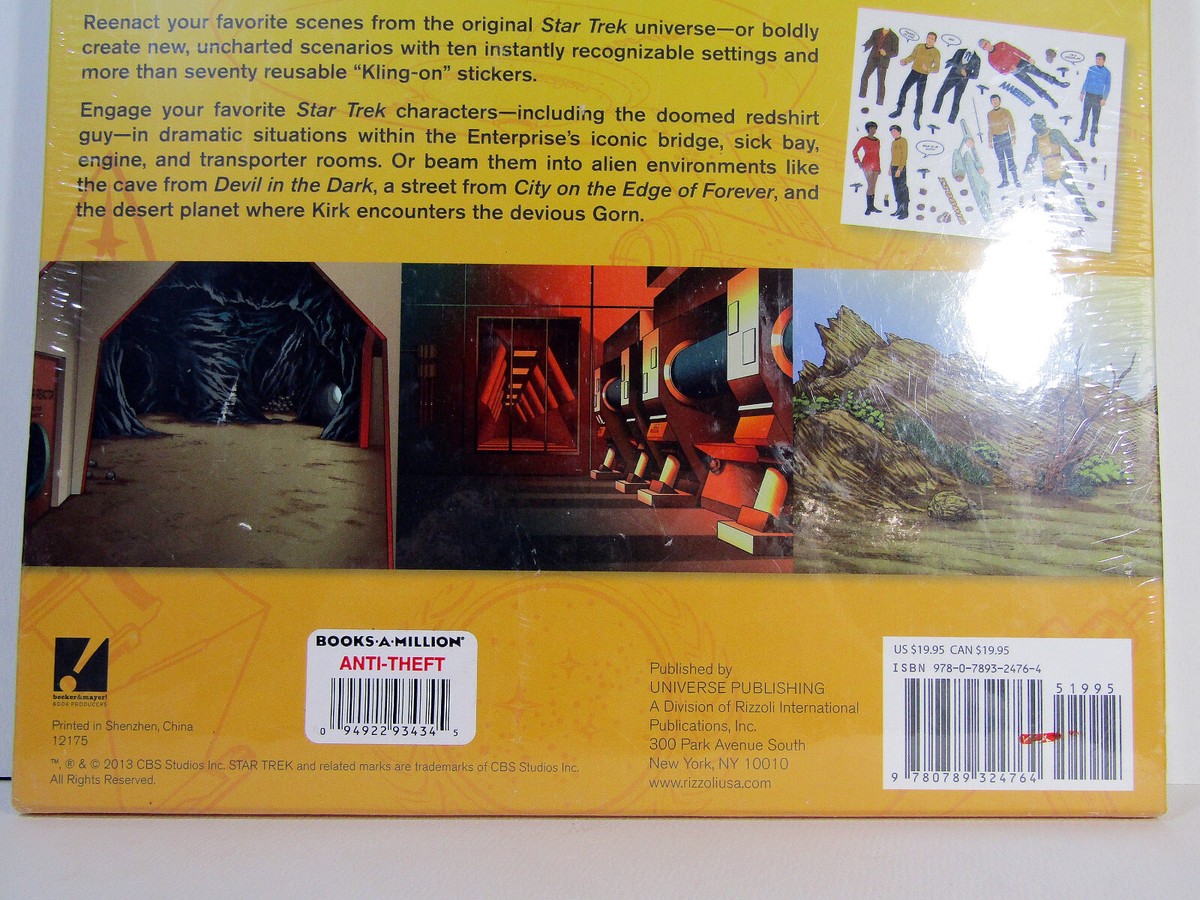 Reenact your favorite scenes from the original Star Trek universe—or boldly
create new, uncharted scenarios with ten instantly recognizable settings and
more than seventy reusable “Kling-on” stickers.
Engage your favorite Star Trek characters—including the doomed redshirt
guy—in dramatic situations within the Enterprise’s iconic bridge, sick bay,
engine, and transporter rooms. Or beam them into alien environments like
the cave from Devil in the Dark, a street from City on the Edge of Forever, and
the desert planet where Kirk encounters the devious Gorn.
becker&mayer!
BOOK PRODUCERS
Printed in Shenzhen, China
12175
™, ® & © 2013 CBS Studios Inc. STAR TREK and related marks are trademarks of CBS Studios Inc.
All Rights Reserved.
BOOKS·A·MILLION®
ANTI-THEFT
0 94922 93434 5
Published by
UNIVERSE PUBLISHING
A Division of Rizzoli International
Publications, Inc.
300 Park Avenue South
New York, NY 10010
www.rizzoliusa.com
US $19.95 CAN $19.95
ISBN 978-0-7893-2476-4
51995
9 780789 324764